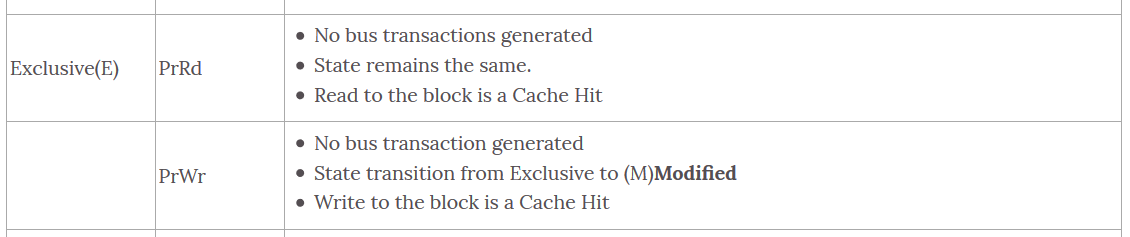 Exclusive(E)
PrRd
• No bus transactions generated
• State remains the same.
• Read to the block is a Cache Hit
PrWr
• No bus transaction generated
• State transition from Exclusive to (M)Modified
• Write to the block is a Cache Hit